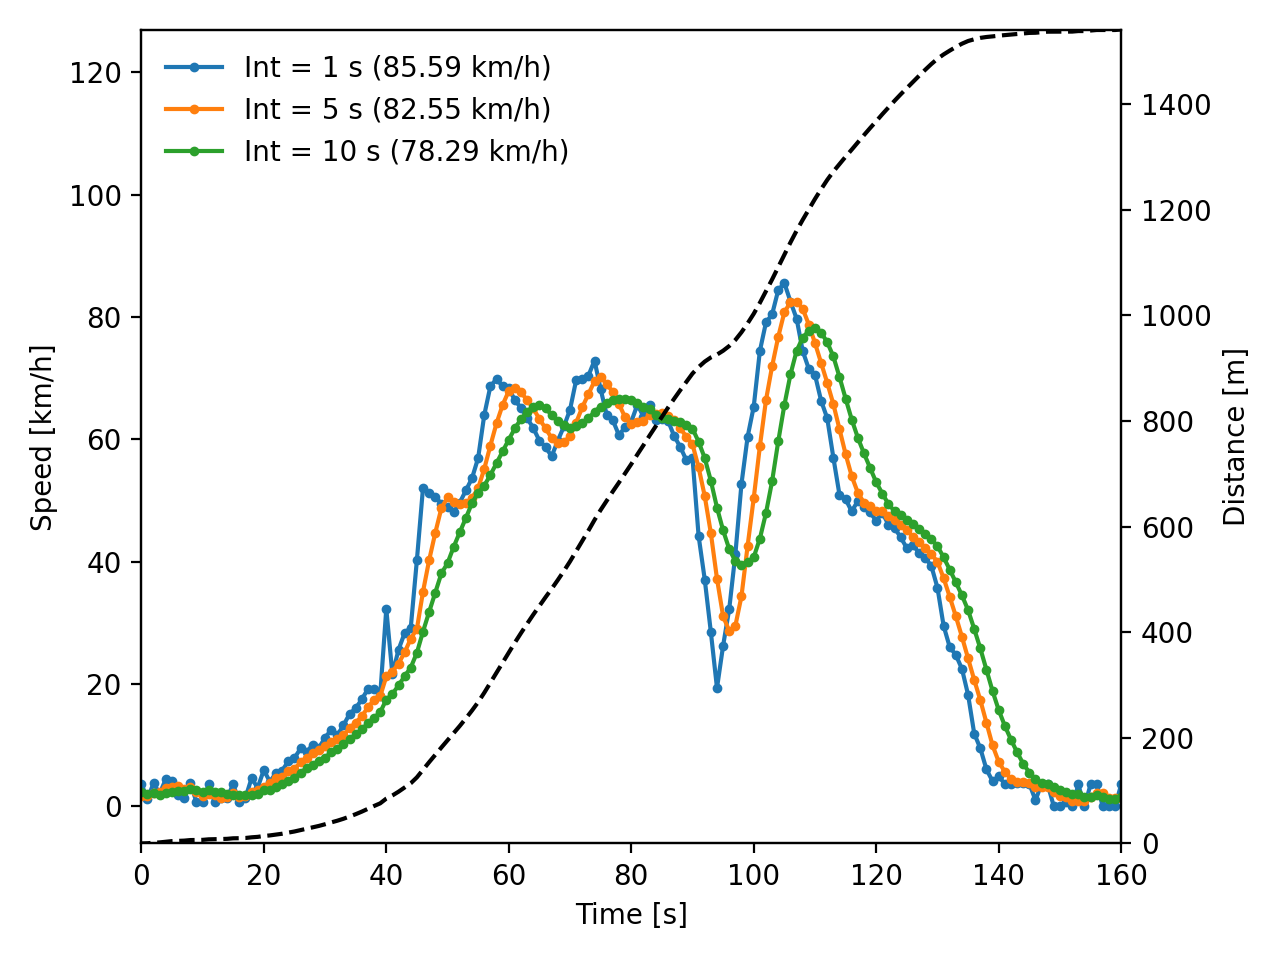 Int = 1 s (85.59 km/h)
Int = 5 s (82.55 km/h)
Int = 10 s (78.29 km/h)
120
100
80
60
40
20
0
Speed [km/h]
1400
1200
1000
800
600
400
200
0
Distance [m]
0 20 40 60 80 100 120 140 160
Time [s]